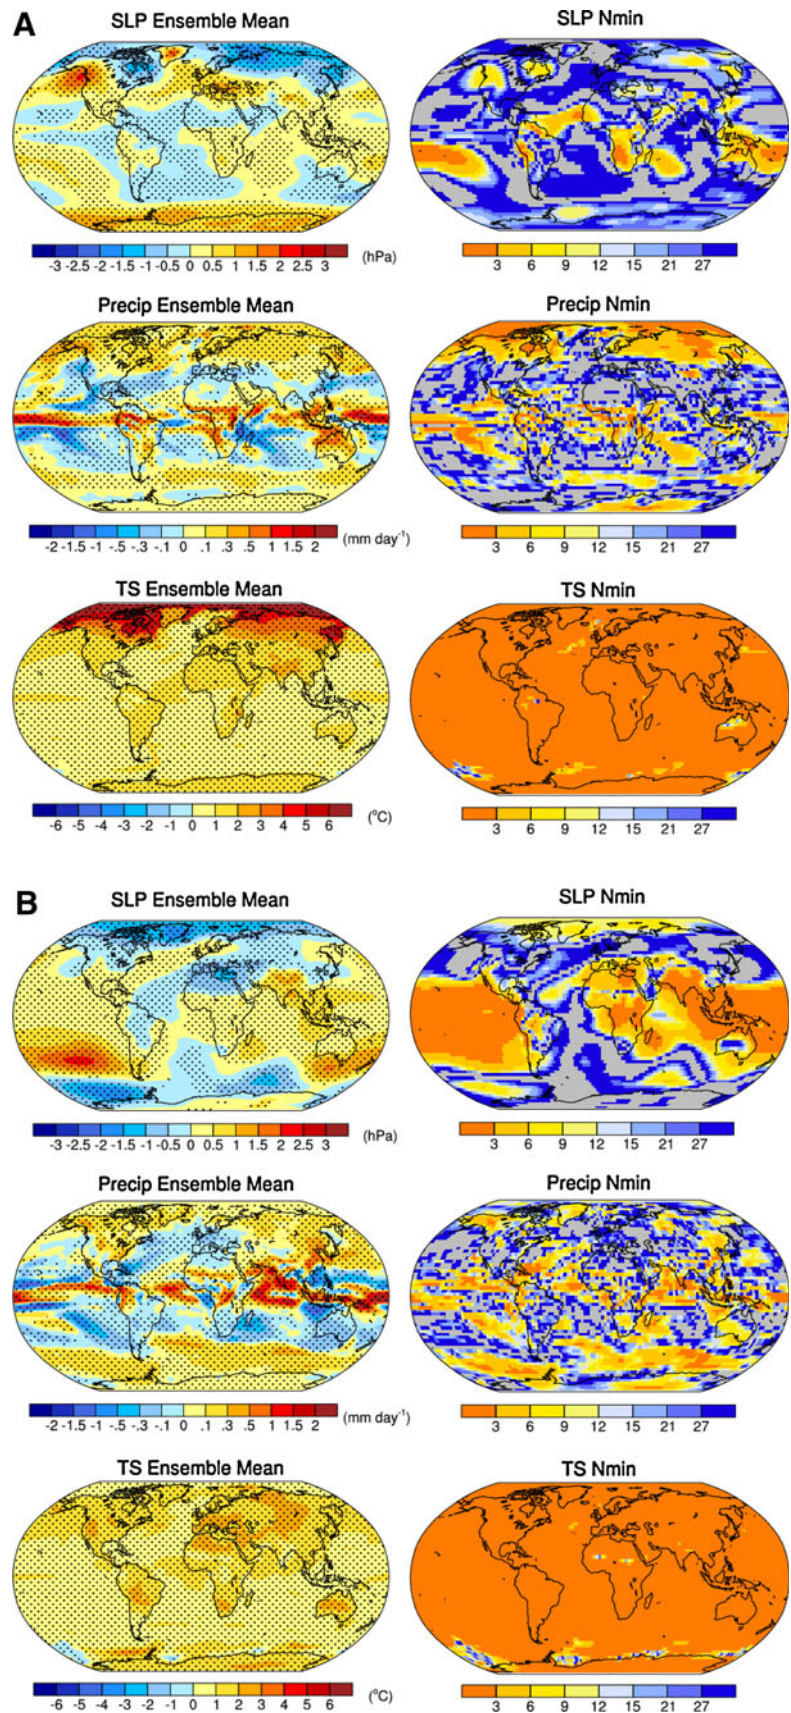 A
SLP Ensemble Mean
SLP Nmin
-3 -2.5 -2 -1.5 -1 -0.5 0 0.5 1 1.5 2 2.5 3 (hPa)
3 6 9 12 15 21 27
Precip Ensemble Mean
Precip Nmin
-2 -1.5 -1 -.5 -.3 -.1 0 .1 .3 .5 1 1.5 2 (mm day⁻¹)
3 6 9 12 15 21 27
TS Ensemble Mean
TS Nmin
-6 -5 -4 -3 -2 -1 0 1 2 3 4 5 6 (°C)
3 6 9 12 15 21 27
B
SLP Ensemble Mean
SLP Nmin
-3 -2.5 -2 -1.5 -1 -0.5 0 0.5 1 1.5 2 2.5 3 (hPa)
3 6 9 12 15 21 27
Precip Ensemble Mean
Precip Nmin
-2 -1.5 -1 -.5 -.3 -.1 0 .1 .3 .5 1 1.5 2 (mm day⁻¹)
3 6 9 12 15 21 27
TS Ensemble Mean
TS Nmin
-6 -5 -4 -3 -2 -1 0 1 2 3 4 5 6 (°C)
3 6 9 12 15 21 27